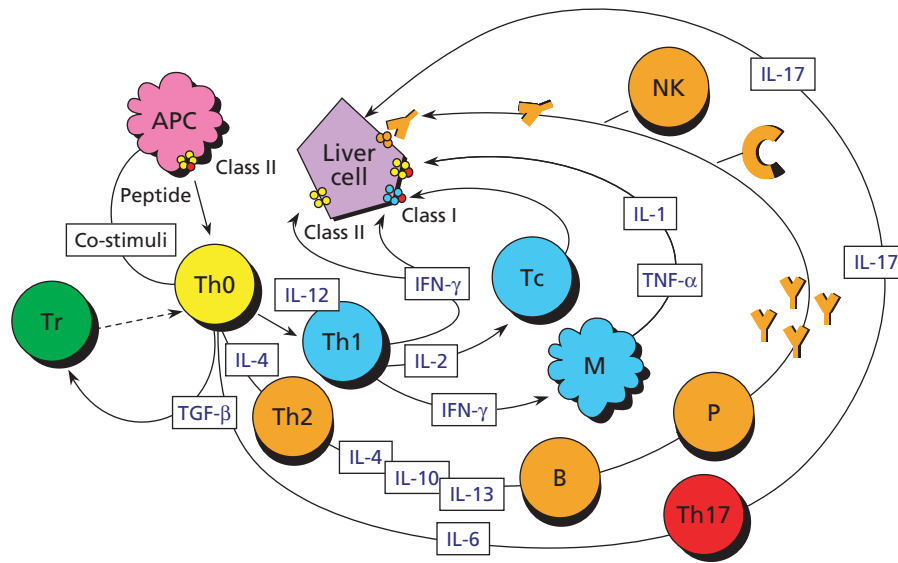 IL-17
NK
APC
Class II
Peptide
Liver
cell
Class I
Class II
IL-1
Co-stimuli
Th0
IL-12
IFN-γ
Tc
TNF-α
IL-17
Tr
Th1
IL-4
IL-2
M
TGF-β
Th2
IFN-γ
P
IL-4
IL-10
IL-13
B
Th17
IL-6